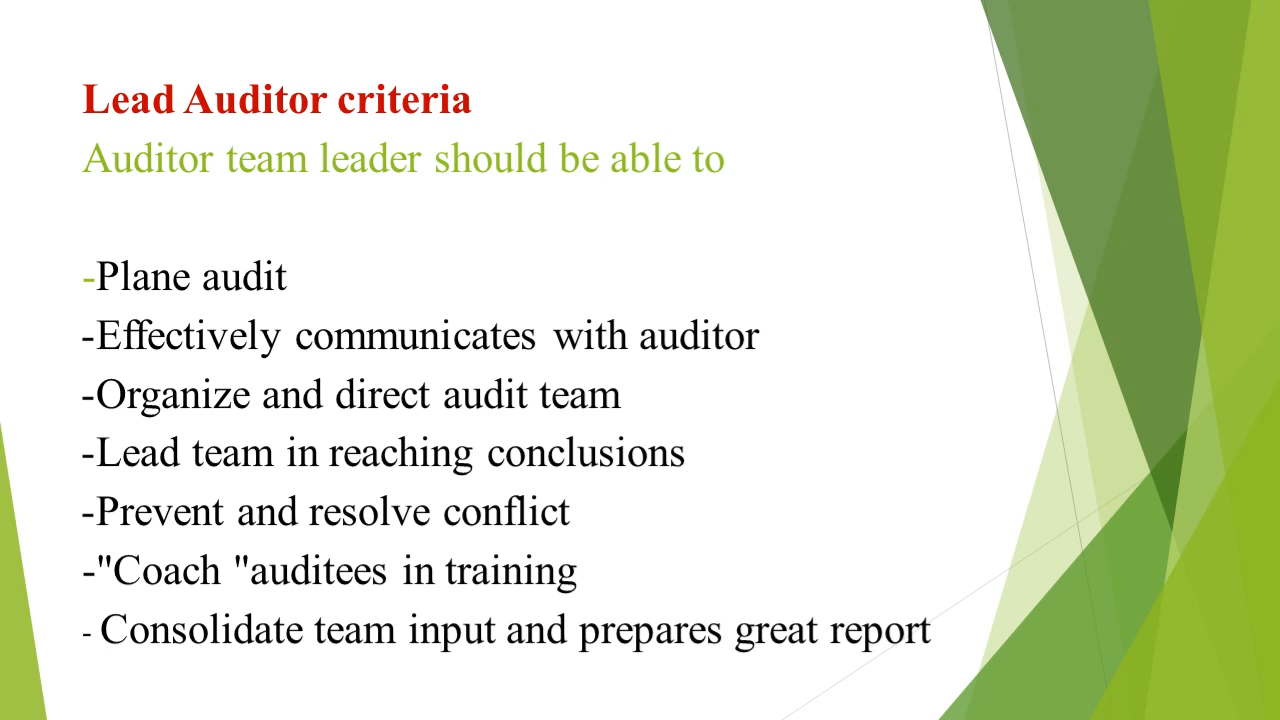 Lead Auditor criteria
Auditor team leader should be able to
-Plane audit
-Effectively communicates with auditor
-Organize and direct audit team
-Lead team in reaching conclusions
-Prevent and resolve conflict
-"Coach "auditees in training
- Consolidate team input and prepares great report